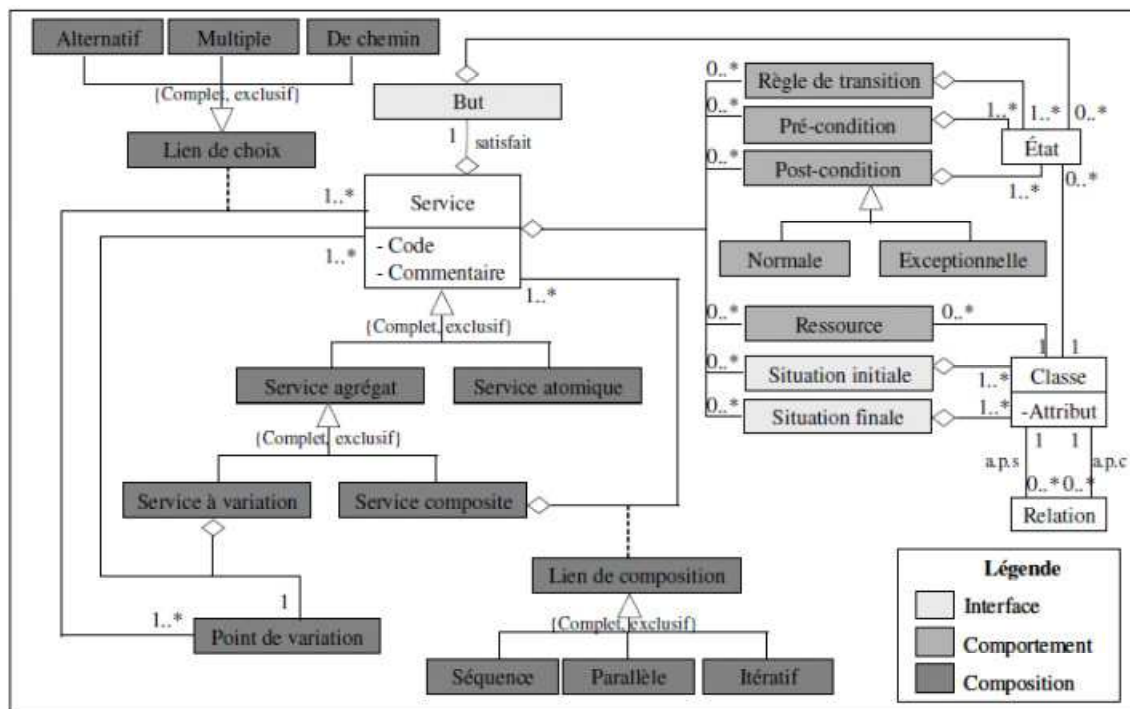 Alternatif
Multiple
De chemin
{Complet, exclusif}
Lien de choix
But
1
satisfait
1..*
Service
- Code
- Commentaire
1..*
1..*
{Complet, exclusif}
Service agrégat
Service atomique
{Complet, exclusif}
Service à variation
Service composite
1..*
1
Point de variation
Lien de composition
{Complet, exclusif}
Séquence
Parallèle
Itératif
0..*
Règle de transition
0..*
Pré-condition
0..*
Post-condition
1..*
1..*
0..*
État
1..*
0..*
Normale
Exceptionnelle
0..*
Ressource
0..*
1
1
0..*
Situation initiale
1..*
Classe
0..*
Situation finale
1..*
-Attribut
1
1
a.p.s
a.p.c
0..*
0..*
Relation
Légende
Interface
Comportement
Composition